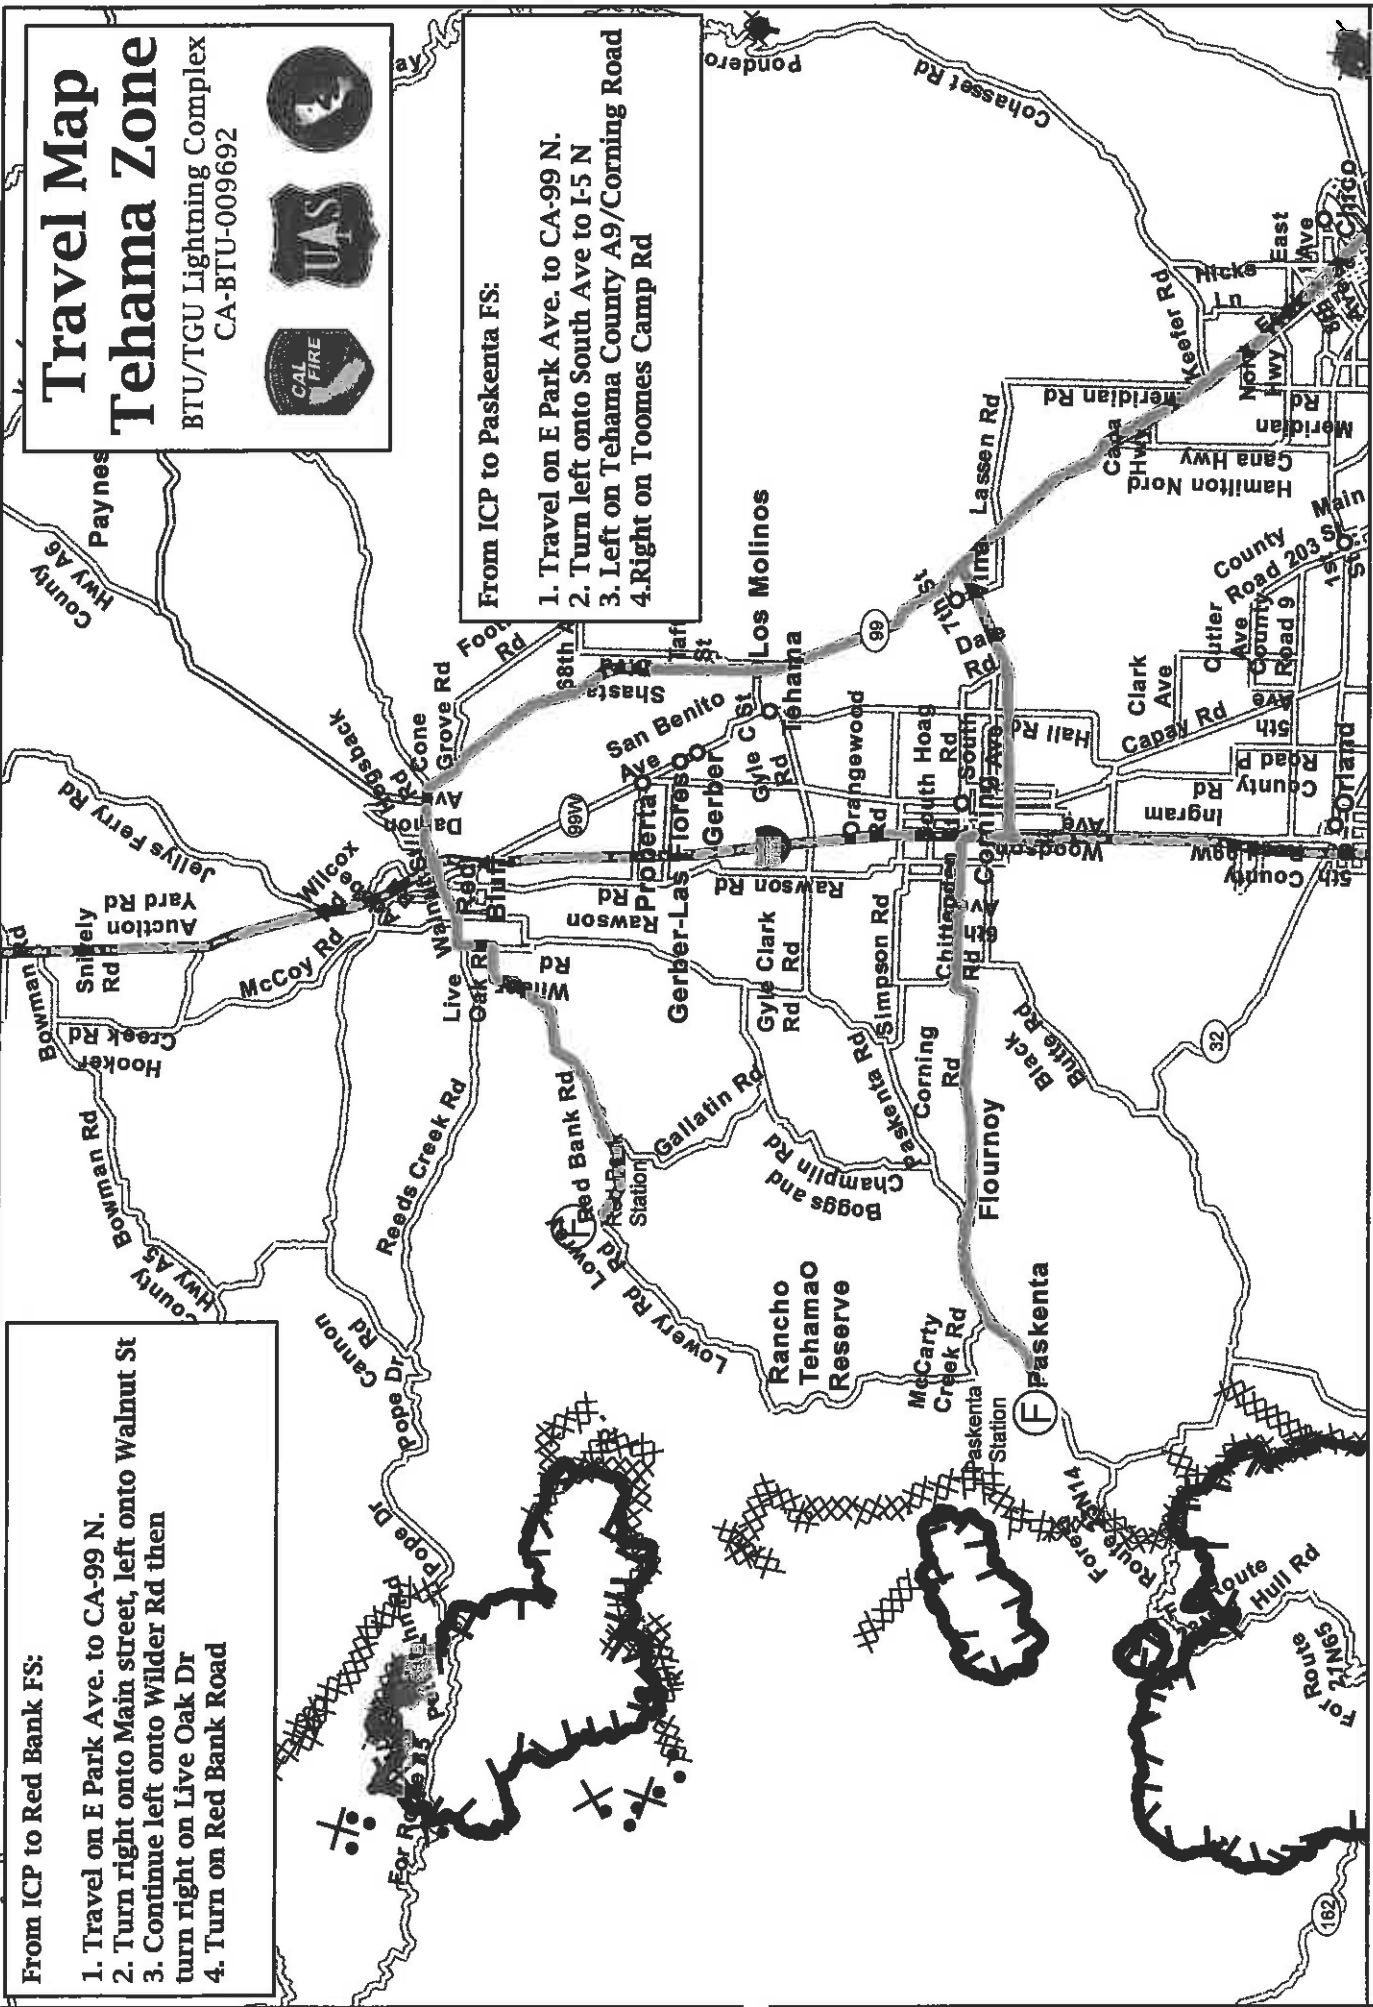 Travel Map
Tehama Zone
BTU/TGU Lightning Complex
CA-BTU-009692
CAL
FIRE
UAS
From ICP to Paskenta FS:
1. Travel on E Park Ave. to CA-99 N.
2. Turn left onto South Ave to I-5 N
3. Left on Tehama County A9/Corning Road
4.Right on Toomes Camp Rd
From ICP to Red Bank FS:
1. Travel on E Park Ave. to CA-99 N.
2. Turn right onto Main street, left onto Walnut St
3. Continue left onto Wilder Rd then
turn right on Live Oak Dr
4. Turn on Red Bank Road
Bowman Rd
County
Hwy A5
Bowman
Rd
Hooker
Creek Rd
Snively
Rd
Auction
Yard Rd
McCoy Rd
Jellys Ferry Rd
Wilcox
County
Hwy A6
Paynes
Hogsback
Rd
Cone
Grove Rd
Cannon
Rd
Pope Dr
Pope Dr
Reeds Creek Rd
Live
Oak Rd
Red
Bluff
Wilder
Rd
99W
68th
Shasta
Taft
St
Los Molinos
Pondero
Cohasset Rd
Red Bank Rd
Station
Lowrey
Rd
Lowery Rd
Gallatin Rd
Rawson
Rd
Proberta
Gerber-Las Flores
Gerber
San Benito
Ave
Gyle C St
Rd
Tehama
Rawson Rd
Gyle Clark
Rd
Rancho
Tehama
Reserve
Boggs and
Champlin Rd
Paskenta Rd
Simpson Rd
Orangewood
Rd
South Hoag
Rd
99
7th
St
Vina
Lassen Rd
Dale
Rd
South
Ave
Hall Rd
Corning
Woodson
Ave
Chittenden
Rd
Corning
Rd
Flournoy
McCarty
Creek Rd
Paskenta
Station
F
Paskenta
Black
Butte Rd
32
Capay Rd
Clark
Ave
Cutler
Ave
County
Road 9
County
Road 203
5th
Ave
County
Road P
Ingram
Rd
Orland
County
5th
Main
St
1st
Hamilton Nord
Cana Hwy
Cana
Hwy
Meridian Rd
Meridian
Rd
Keefer Rd
Hicks
Ln
East
Ave
Chico
Hull Rd
For Route
21N65
162